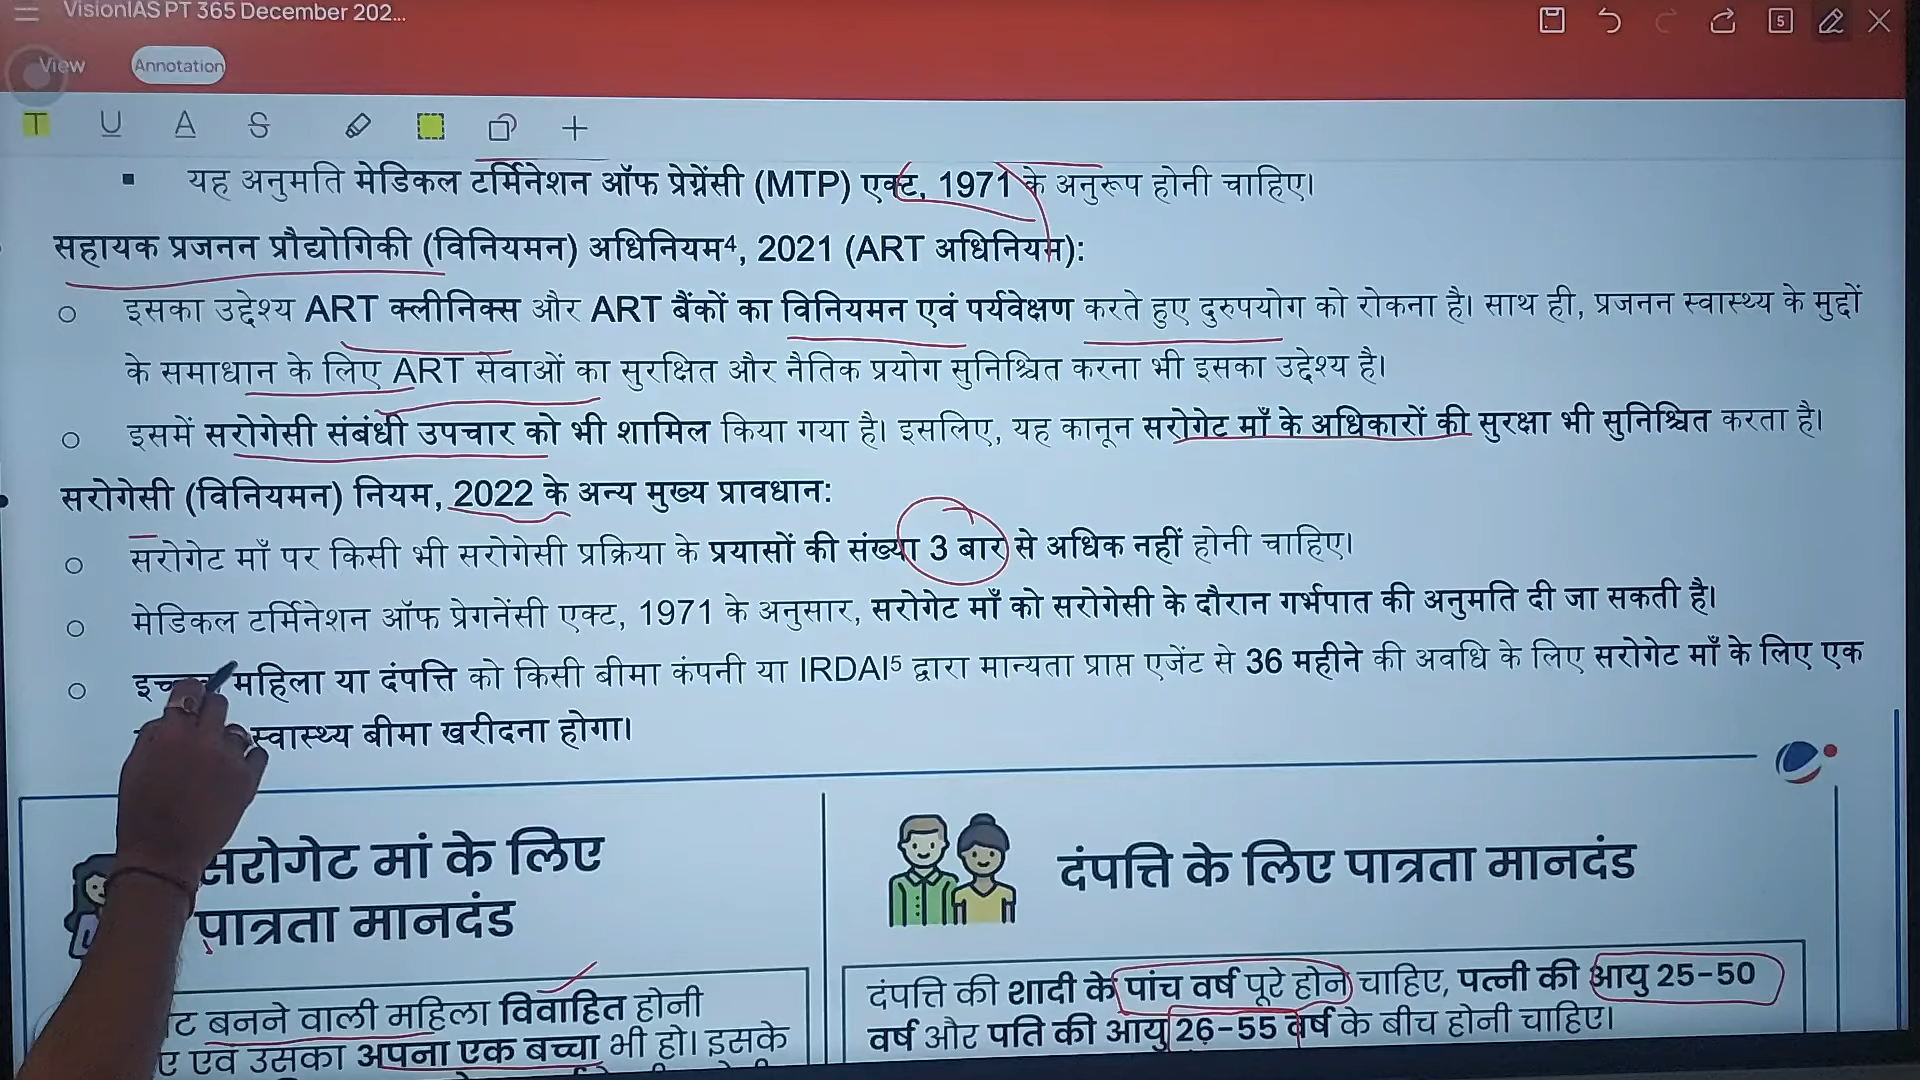 VisionIAS PT 365 December 202...
View Annotation
5
T U A S
यह अनुमति मेडिकल टर्मिनेशन ऑफ प्रेग्नेंसी (MTP) एक्ट, 1971 के अनुरूप होनी चाहिए।
सहायक प्रजनन प्रौद्योगिकी (विनियमन) अधिनियम⁴, 2021 (ART अधिनियम):
इसका उद्देश्य ART क्लीनिक्स और ART बैंकों का विनियमन एवं पर्यवेक्षण करते हुए दुरुपयोग को रोकना है। साथ ही, प्रजनन स्वास्थ्य के मुद्दों
के समाधान के लिए ART सेवाओं का सुरक्षित और नैतिक प्रयोग सुनिश्चित करना भी इसका उद्देश्य है।
इसमें सरोगेसी संबंधी उपचार को भी शामिल किया गया है। इसलिए, यह कानून सरोगेट माँ के अधिकारों की सुरक्षा भी सुनिश्चित करता है।
सरोगेसी (विनियमन) नियम, 2022 के अन्य मुख्य प्रावधान:
सरोगेट माँ पर किसी भी सरोगेसी प्रक्रिया के प्रयासों की संख्या 3 बार से अधिक नहीं होनी चाहिए।
मेडिकल टर्मिनेशन ऑफ प्रेगनेंसी एक्ट, 1971 के अनुसार, सरोगेट माँ को सरोगेसी के दौरान गर्भपात की अनुमति दी जा सकती है।
महिला या दंपत्ति को किसी बीमा कंपनी या IRDAI⁵ द्वारा मान्यता प्राप्त एजेंट से 36 महीने की अवधि के लिए सरोगेट माँ के लिए एक
स्वास्थ्य बीमा खरीदना होगा।
सरोगेट मां के लिए
पात्रता मानदंड
बनने वाली महिला विवाहित होनी
एवं उसका अपना एक बच्चा भी हो। इसके
दंपत्ति के लिए पात्रता मानदंड
दंपत्ति की शादी के पांच वर्ष पूरे होने चाहिए, पत्नी की आयु 25-50
वर्ष और पति की आयु 26-55 वर्ष के बीच होनी चाहिए।